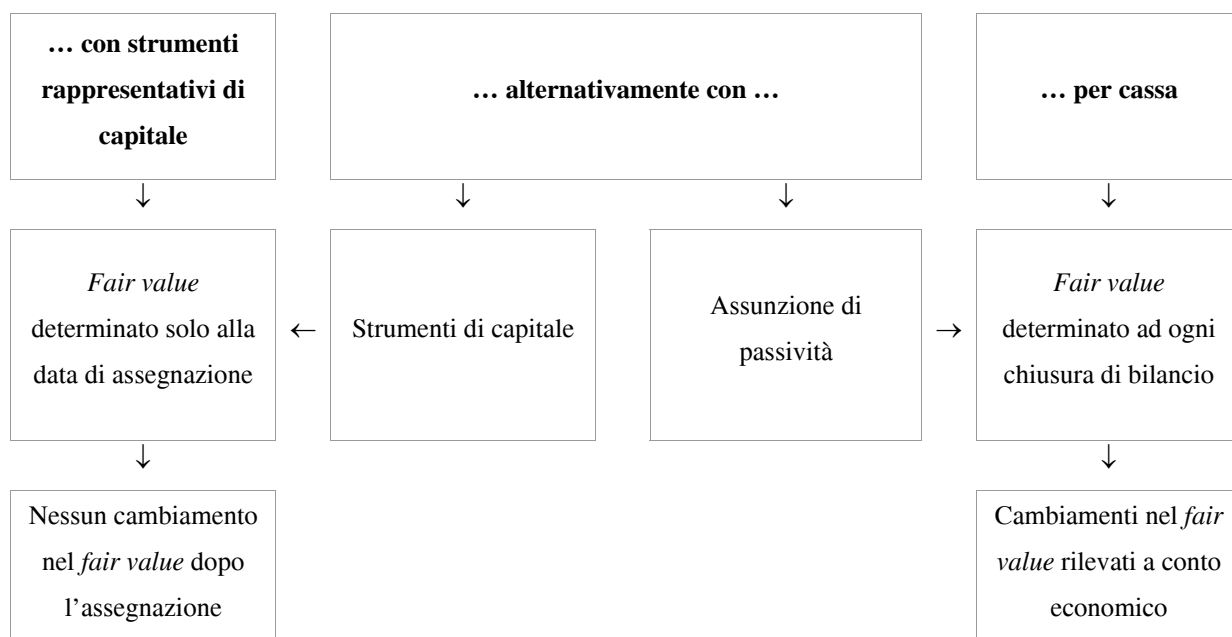 … con strumenti
rappresentativi di
capitale
… alternativamente con …
… per cassa
↓
↓
↓
↓
Fair value
determinato solo alla
data di assegnazione
←
Strumenti di capitale
Assunzione di
passività
→
Fair value
determinato ad ogni
chiusura di bilancio
↓
↓
Nessun cambiamento
nel fair value dopo
l’assegnazione
Cambiamenti nel fair
value rilevati a conto
economico